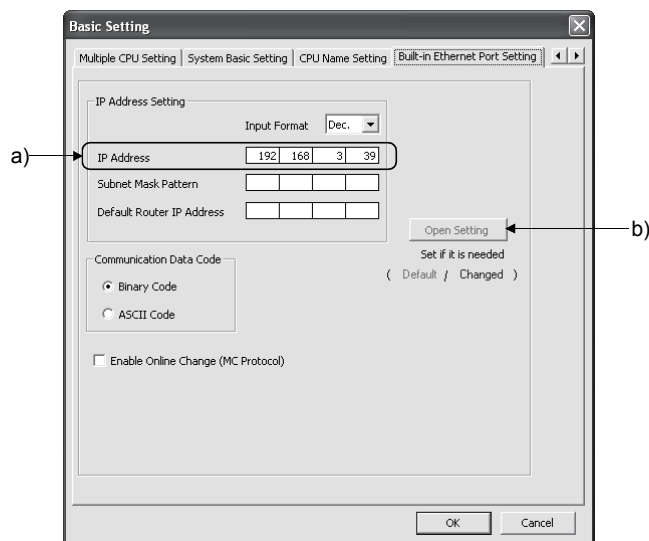 Basic Setting
Multiple CPU Setting System Basic Setting CPU Name Setting Built-in Ethernet Port Setting
IP Address Setting
Input Format Dec.
a)
IP Address 192 168 3 39
Subnet Mask Pattern
Default Router IP Address
Open Setting
b)
Set if it is needed
( Default / Changed )
Communication Data Code
Binary Code
ASCII Code
Enable Online Change (MC Protocol)
OK Cancel